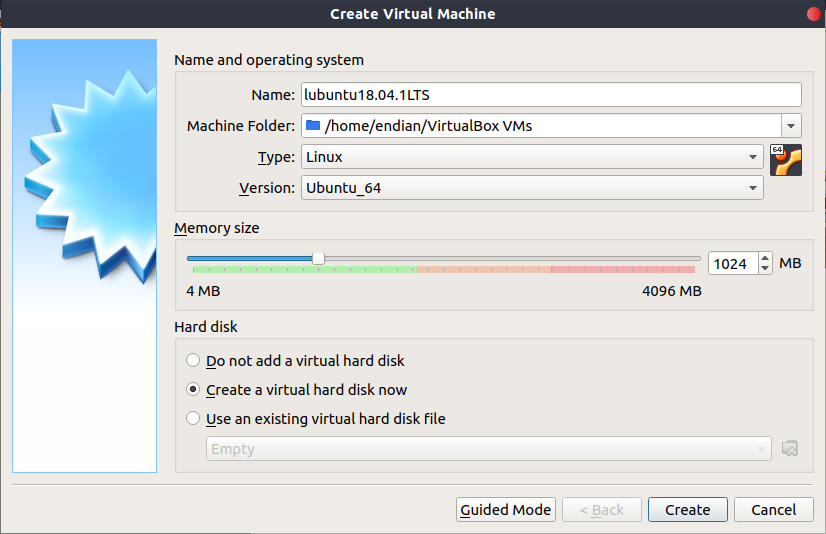 Create Virtual Machine
Name and operating system
Name: lubuntu18.04.1LTS
Machine Folder: /home/endian/VirtualBox VMs
Type: Linux
64
Version: Ubuntu_64
Memory size
1024 MB
4 MB 4096 MB
Hard disk
Do not add a virtual hard disk
Create a virtual hard disk now
Use an existing virtual hard disk file
Empty
Guided Mode < Back Create Cancel